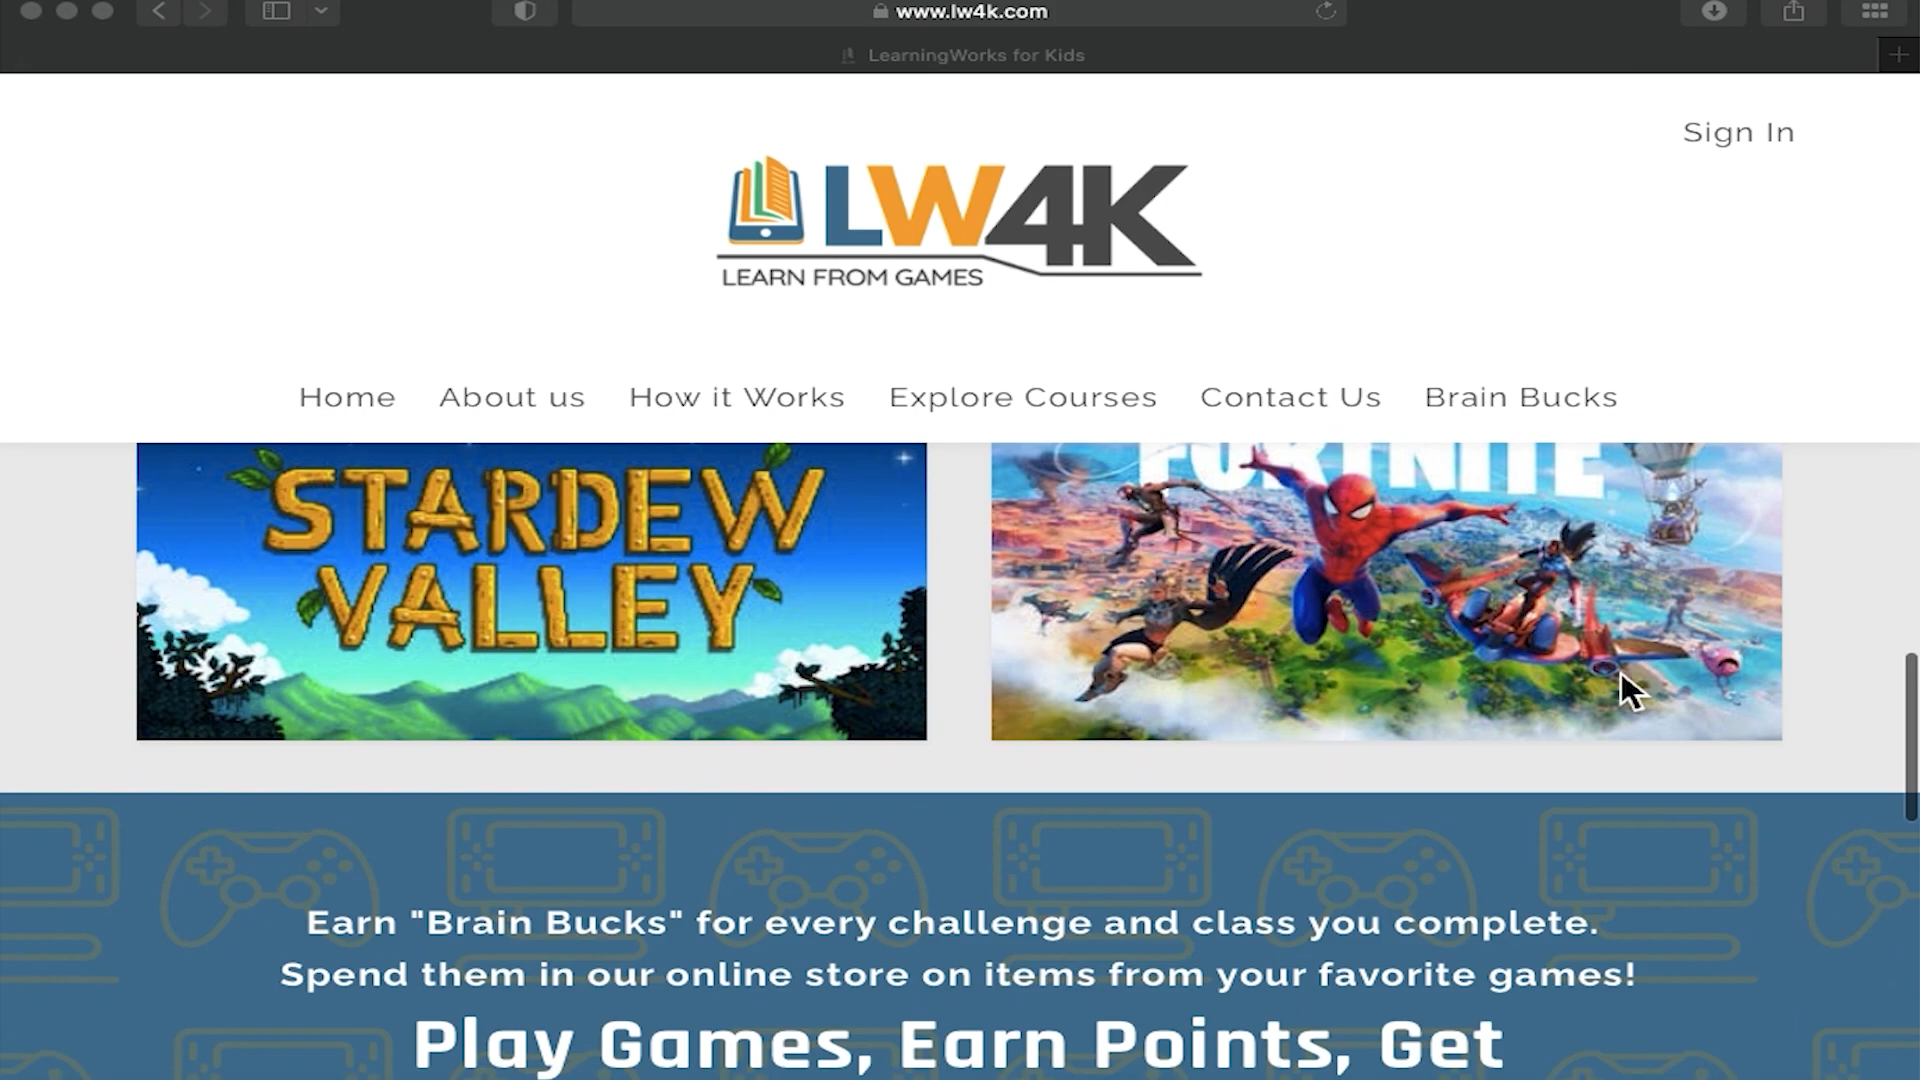 www.lw4k.com
LearningWorks for Kids
Sign In
LW4K
LEARN FROM GAMES
Home About us How it Works Explore Courses Contact Us Brain Bucks
STARDEW
VALLEY
FORTNITE
Earn "Brain Bucks" for every challenge and class you complete.
Spend them in our online store on items from your favorite games!
Play Games, Earn Points, Get